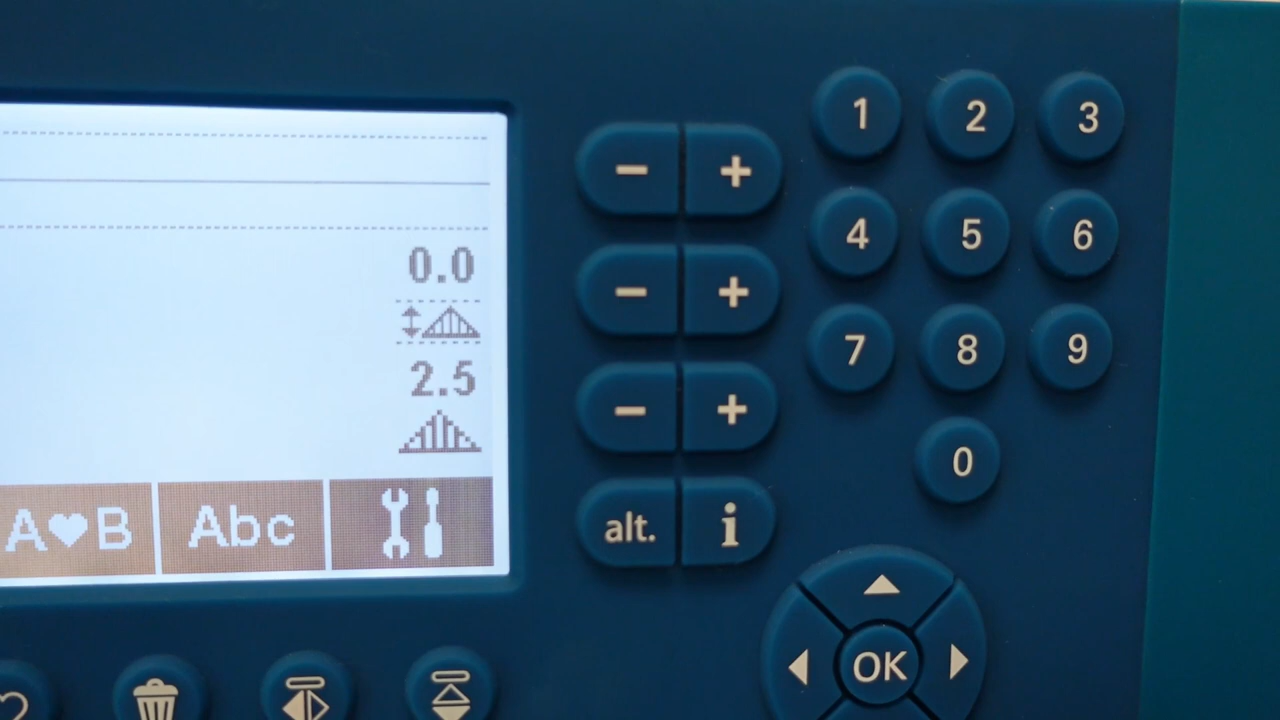 0.0
2.5
A♥B Abc
- +
- +
- +
alt. i
1 2 3
4 5 6
7 8 9
0
OK